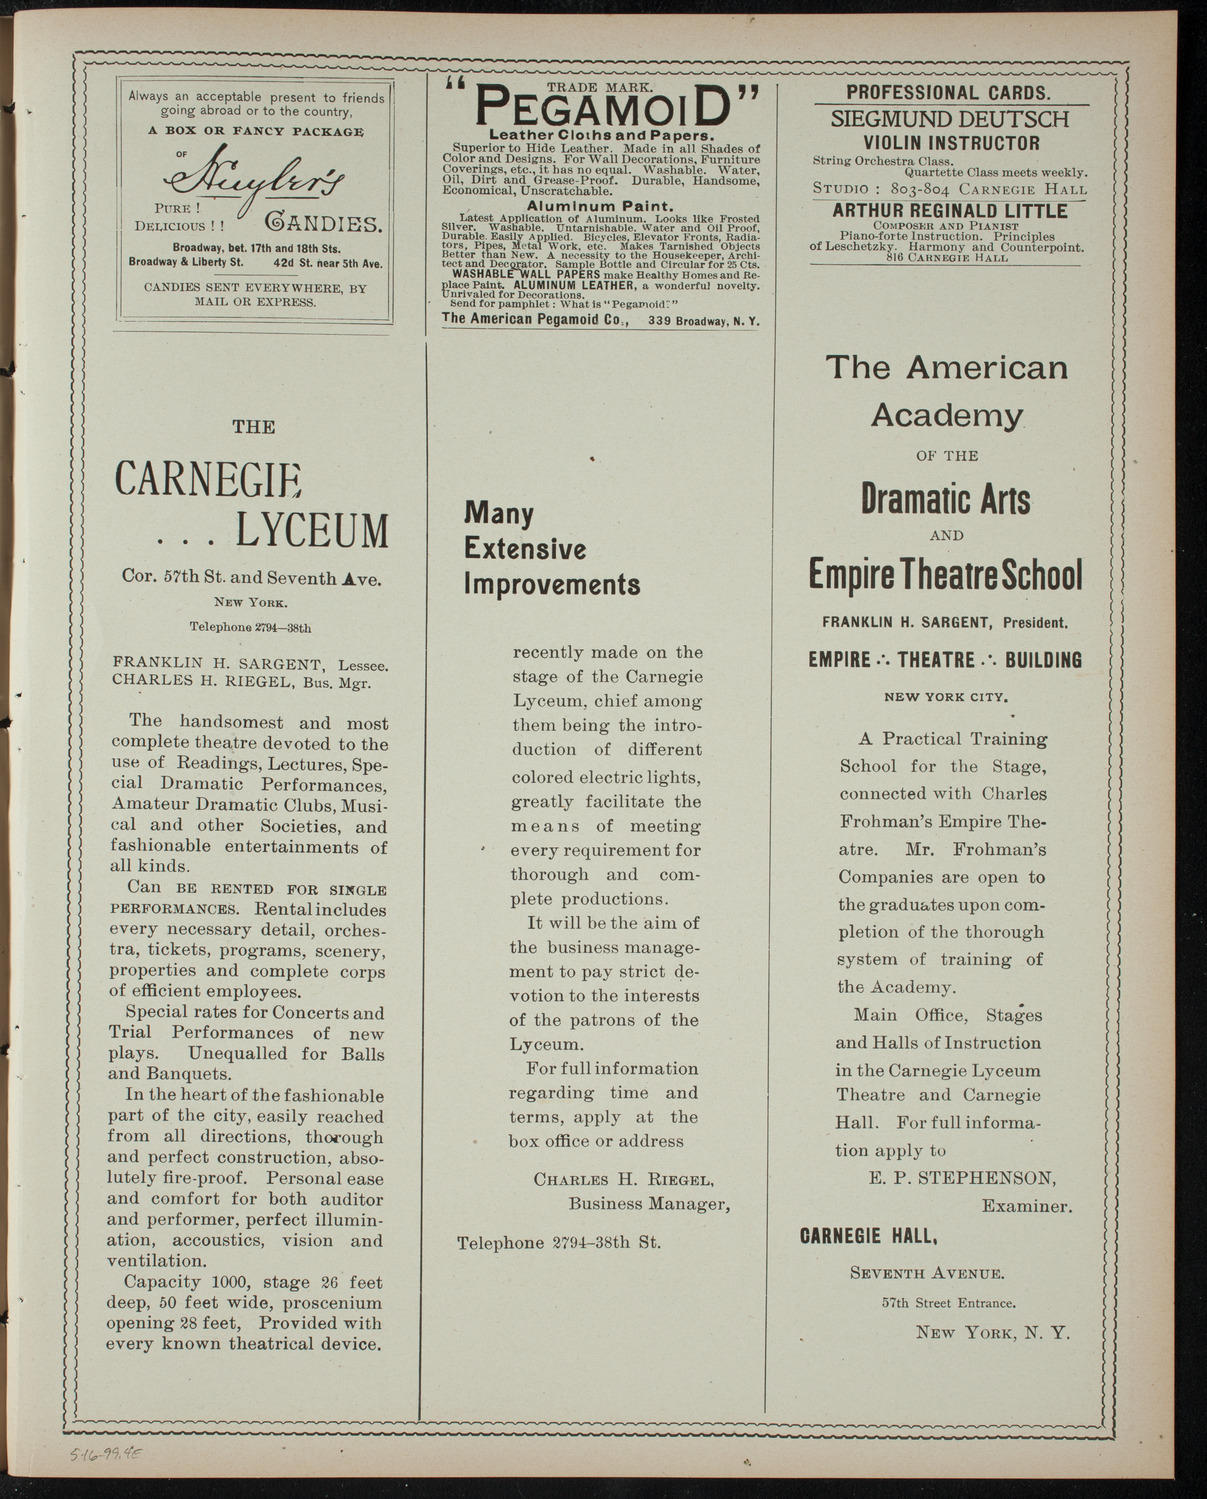 Always an acceptable present to friends
going abroad or to the country,
A BOX OR FANCY PACKAGE
OF
Huyler's
PURE !
DELICIOUS ! !
CANDIES.
Broadway, bet. 17th and 18th Sts.
Broadway & Liberty St. 42d St. near 5th Ave.
CANDIES SENT EVERYWHERE, BY
MAIL OR EXPRESS.
THE
CARNEGIE
. . . LYCEUM
Cor. 57th St. and Seventh Ave.
NEW YORK.
Telephone 2794—38th
FRANKLIN H. SARGENT, Lessee.
CHARLES H. RIEGEL, Bus. Mgr.
The handsomest and most
complete theatre devoted to the
use of Readings, Lectures, Spe-
cial Dramatic Performances,
Amateur Dramatic Clubs, Musi-
cal and other Societies, and
fashionable entertainments of
all kinds.
Can BE RENTED FOR SINGLE
PERFORMANCES. Rental includes
every necessary detail, orches-
tra, tickets, programs, scenery,
properties and complete corps
of efficient employees.
Special rates for Concerts and
Trial Performances of new
plays. Unequalled for Balls
and Banquets.
In the heart of the fashionable
part of the city, easily reached
from all directions, thorough
and perfect construction, abso-
lutely fire-proof. Personal ease
and comfort for both auditor
and performer, perfect illumin-
ation, accoustics, vision and
ventilation.
Capacity 1000, stage 26 feet
deep, 50 feet wide, proscenium
opening 28 feet, Provided with
every known theatrical device.
TRADE MARK.
"PEGAMOID"
Leather Cloths and Papers.
Superior to Hide Leather. Made in all Shades of
Color and Designs. For Wall Decorations, Furniture
Coverings, etc., it has no equal. Washable. Water,
Oil, Dirt and Grease-Proof. Durable, Handsome,
Economical, Unscratchable.
Aluminum Paint.
Latest Application of Aluminum. Looks like Frosted
Silver. Washable. Untarnishable. Water and Oil Proof,
Durable. Easily Applied. Bicycles, Elevator Fronts, Radia-
tors, Pipes, Metal Work, etc. Makes Tarnished Objects
Better than New. A necessity to the Housekeeper, Archi-
tect and Decorator. Sample Bottle and Circular for 25 Cts.
WASHABLE WALL PAPERS make Healthy Homes and Re-
place Paint. ALUMINUM LEATHER, a wonderful novelty.
Unrivaled for Decorations.
Send for pamphlet : What is "Pegamoid?"
The American Pegamoid Co., 339 Broadway, N. Y.
Many
Extensive
Improvements
recently made on the
stage of the Carnegie
Lyceum, chief among
them being the intro-
duction of different
colored electric lights,
greatly facilitate the
means of meeting
every requirement for
thorough and com-
plete productions.
It will be the aim of
the business manage-
ment to pay strict de-
votion to the interests
of the patrons of the
Lyceum.
For full information
regarding time and
terms, apply at the
box office or address
CHARLES H. RIEGEL,
Business Manager,
Telephone 2794–38th St.
PROFESSIONAL CARDS.
SIEGMUND DEUTSCH
VIOLIN INSTRUCTOR
String Orchestra Class.
Quartette Class meets weekly.
STUDIO : 803-804 CARNEGIE HALL
ARTHUR REGINALD LITTLE
COMPOSER AND PIANIST
Piano-forte Instruction. Principles
of Leschetzky. Harmony and Counterpoint.
816 CARNEGIE HALL
The American
Academy
OF THE
Dramatic Arts
AND
Empire Theatre School
FRANKLIN H. SARGENT, President.
EMPIRE ∴ THEATRE ∴ BUILDING
NEW YORK CITY.
A Practical Training
School for the Stage,
connected with Charles
Frohman's Empire The-
atre. Mr. Frohman's
Companies are open to
the graduates upon com-
pletion of the thorough
system of training of
the Academy.
Main Office, Stages
and Halls of Instruction
in the Carnegie Lyceum
Theatre and Carnegie
Hall. For full informa-
tion apply to
E. P. STEPHENSON,
Examiner.
CARNEGIE HALL,
SEVENTH AVENUE.
57th Street Entrance.
NEW YORK, N. Y.
5-16-99.4E